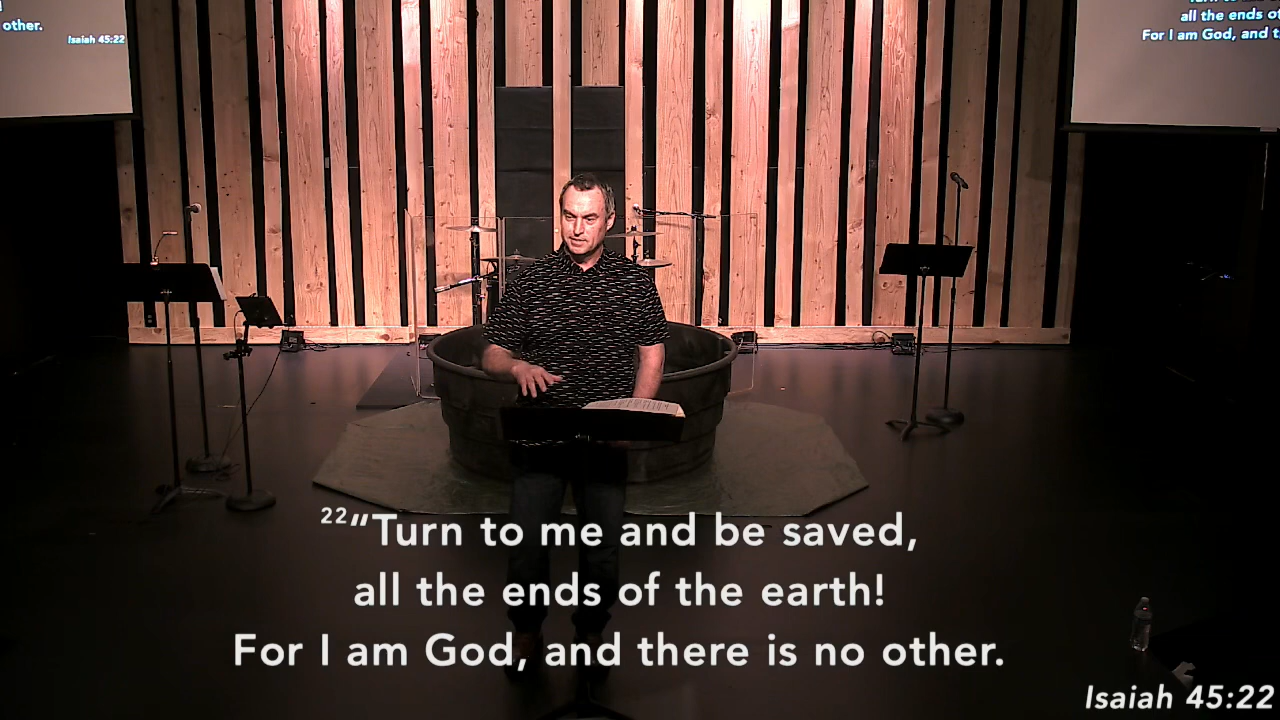 other.
Isaiah 45:22
all the ends of
For I am God, and
22“Turn to me and be saved,
all the ends of the earth!
For I am God, and there is no other.
Isaiah 45:22